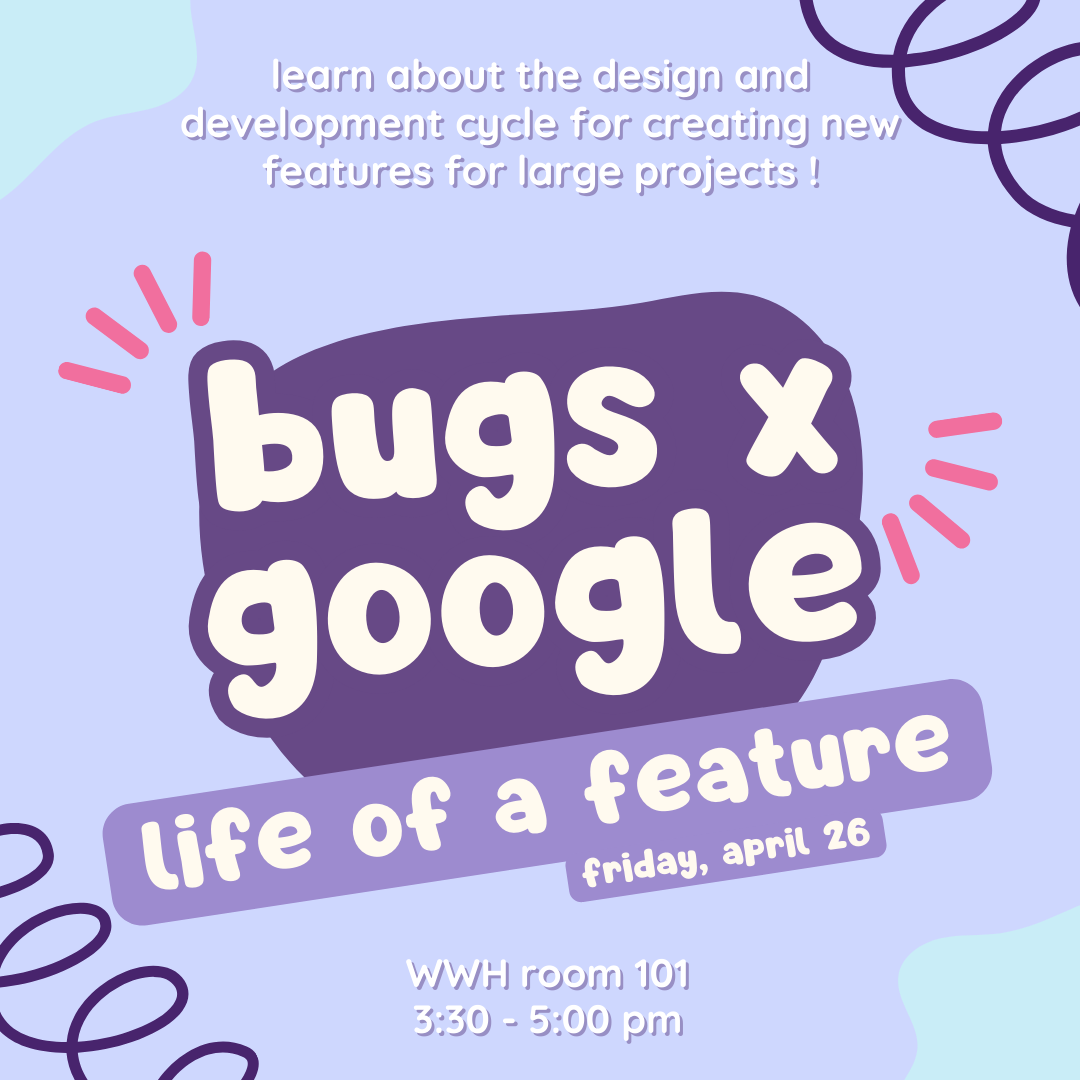 learn about the design and
development cycle for creating new
features for large projects !
bugs x
google
life of a feature
friday, april 26
WWH room 101
3:30 - 5:00 pm